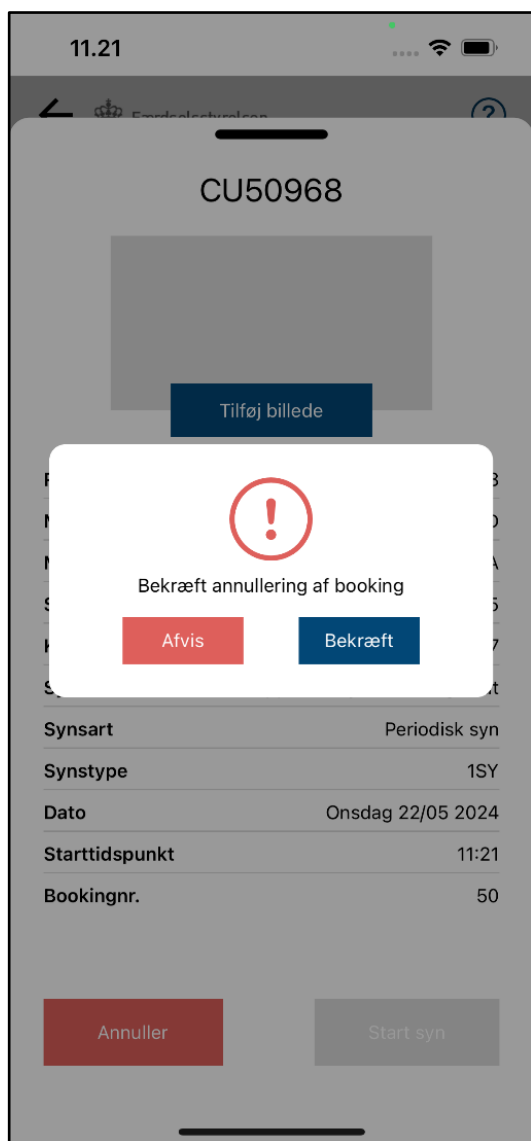 11.21
Færdselsstyrelsen
CU50968
Tilføj billede
Bekræft annullering af booking
Afvis Bekræft
Synsart Periodisk syn
Synstype 1SY
Dato Onsdag 22/05 2024
Starttidspunkt 11:21
Bookingnr. 50
Annuller Start syn